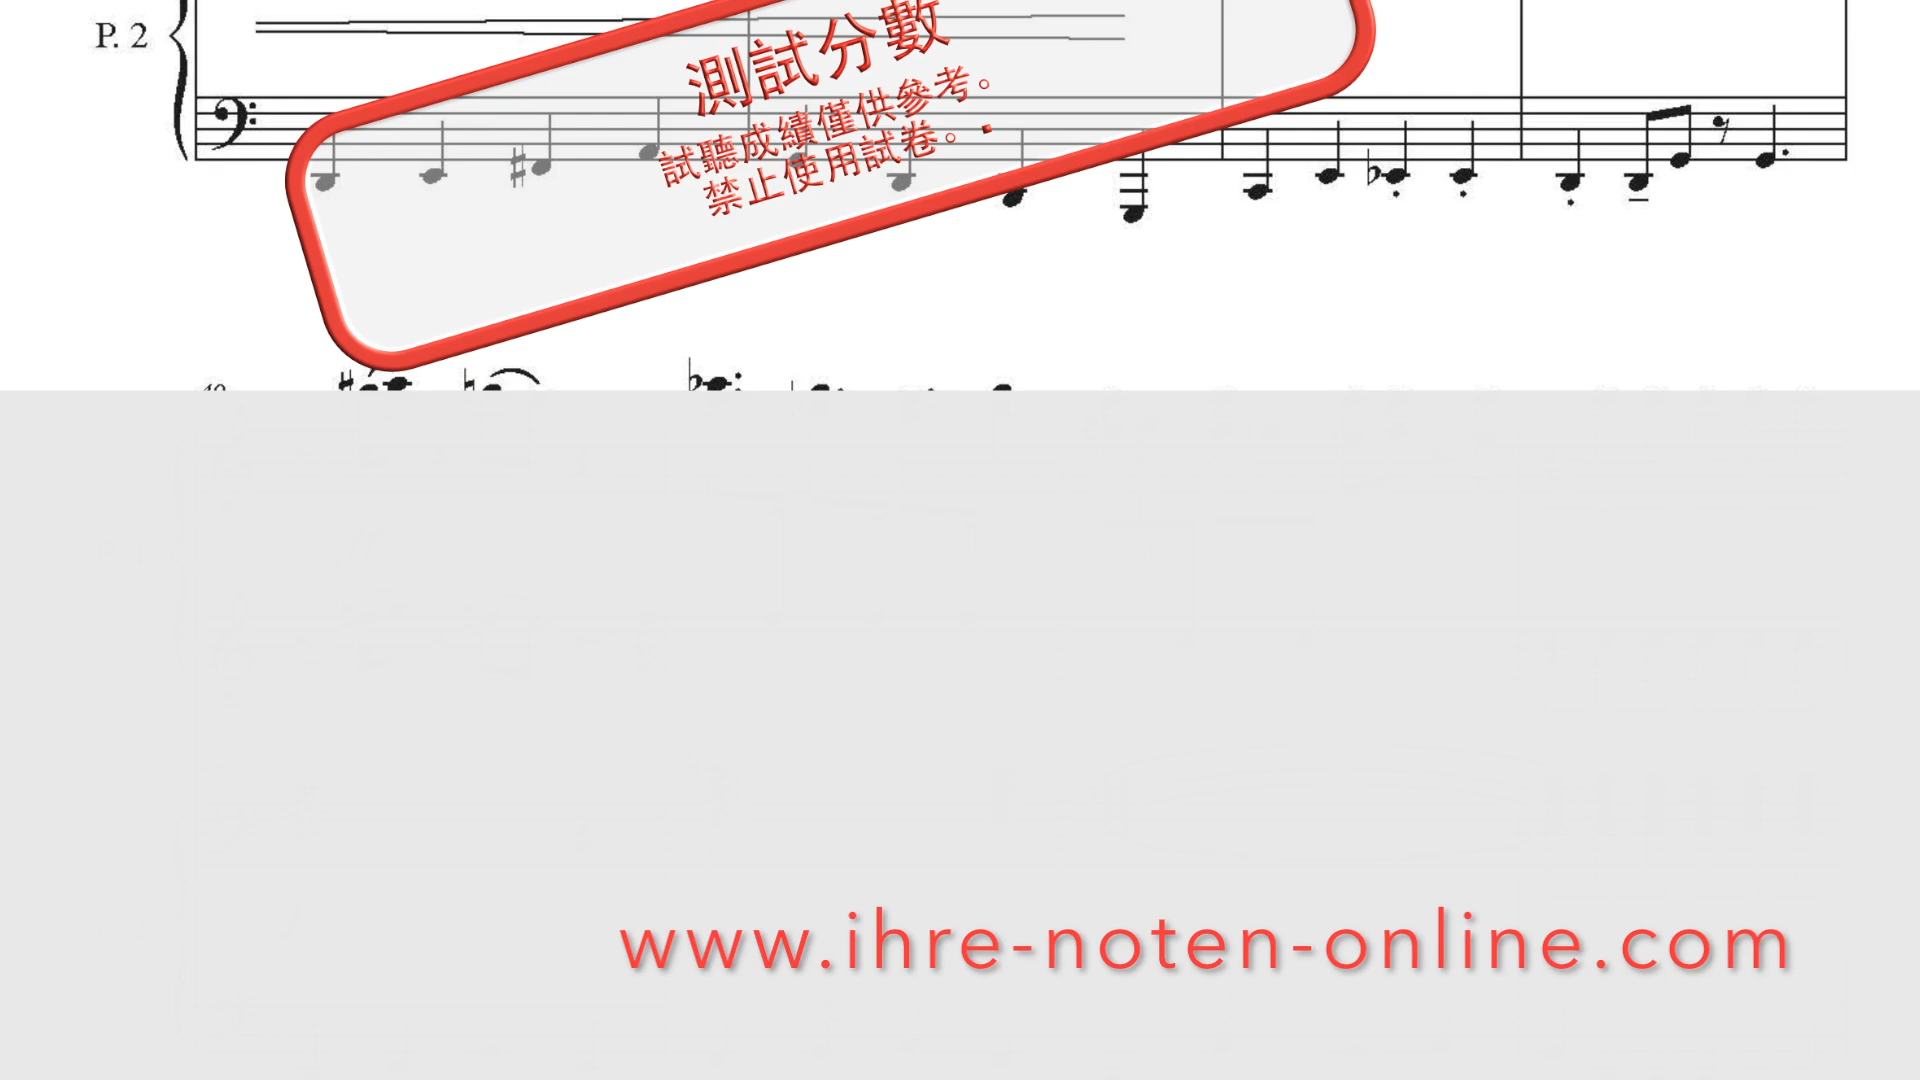 P. 2
測試分數
試聽成績僅供參考。
禁止使用試卷。.
www.ihre-noten-online.com